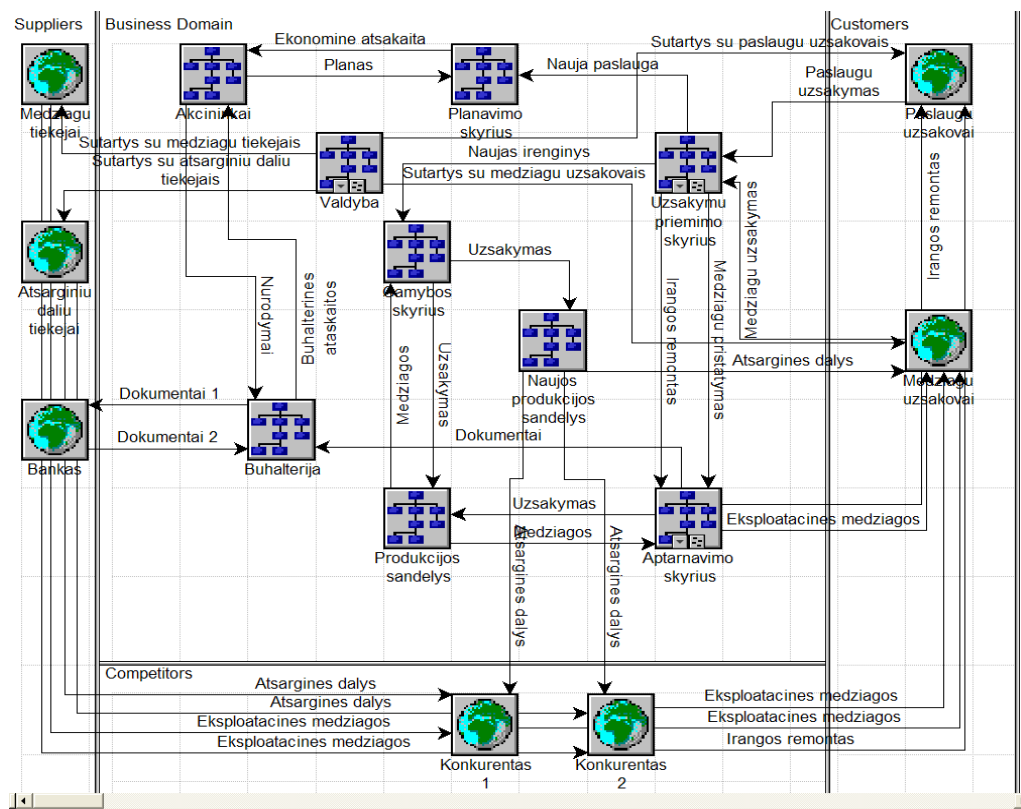 Suppliers
Business Domain
Customers
Ekonomine atsakaita
Sutartys su paslaugu uzsakovais
Planas
Nauja paslauga
Paslaugu
uzsakymas
Medziagu
tiekejai
Akcininkai
Planavimo
skyrius
Paslaugu
uzsakovai
Sutartys su medziagu tiekejais
Sutartys su atsarginiu daliu
tiekejais
Naujas irenginys
Sutartys su medziagu uzsakovais
Valdyba
Uzsakymu
priemimo
skyrius
Irangos remontas
Medziagu uzsakymas
Uzsakymas
Atsarginiu
daliu
tiekejai
Gamybos
skyrius
Nurodymai
Buhalterines
ataskaitos
Medziagos
Uzsakymas
Irangos remontas
Medziagu pristatymas
Atsargines dalys
Naujos
produkcijos
sandelys
Medziagu
uzsakovai
Dokumentai 1
Dokumentai 2
Dokumentai
Bankas
Buhalterija
Uzsakymas
Medziagos
Eksploatacines medziagos
Produkcijos
sandelys
Aptarnavimo
skyrius
Atsargines dalys
Atsargines dalys
Competitors
Atsargines dalys
Atsargines dalys
Eksploatacines medziagos
Eksploatacines medziagos
Eksploatacines medziagos
Eksploatacines medziagos
Irangos remontas
Konkurentas
1
Konkurentas
2